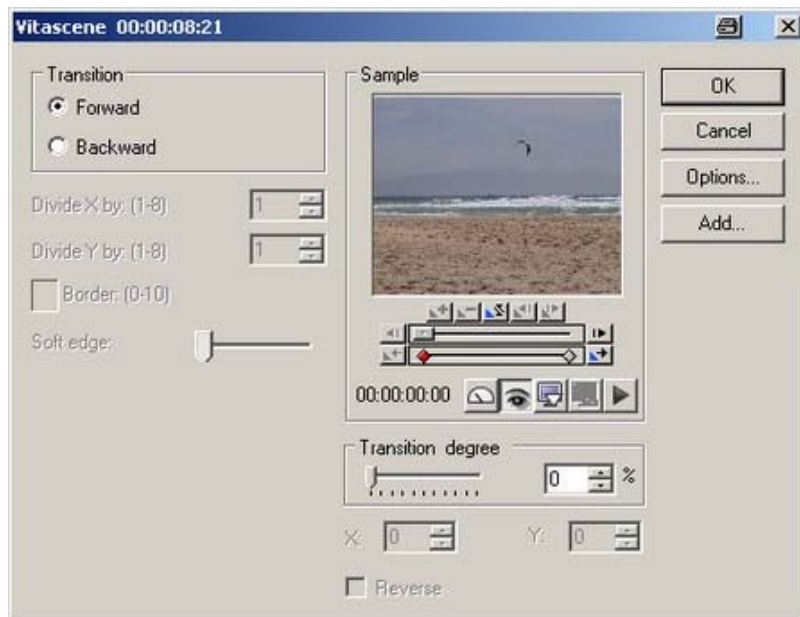 Vitascene 00:00:08:21
Transition
Forward
Backward
Divide X by: (1-8)
1
Divide Y by: (1-8)
1
Border: (0-10)
Soft edge:
Sample
00:00:00:00
Transition degree
0
%
X:
0
Y:
0
Reverse
OK
Cancel
Options...
Add...